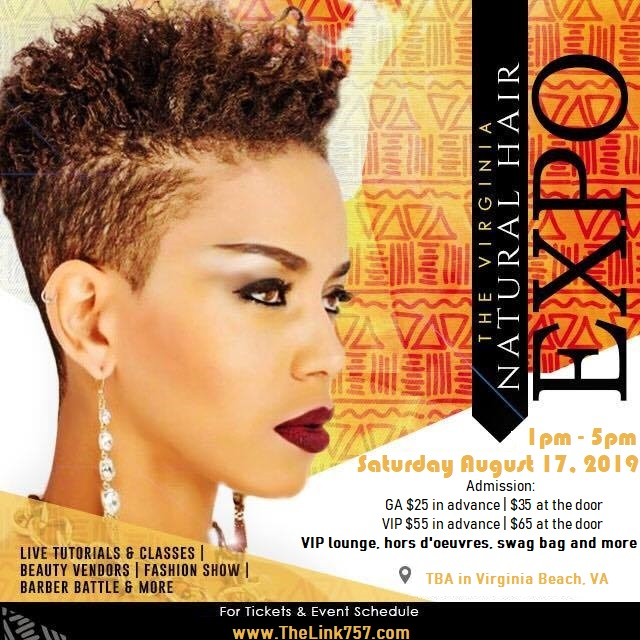 THE VIRGINIA
NATURAL HAIR
EXPO
1pm - 5pm
Saturday August 17, 2019
Admission:
GA $25 in advance | $35 at the door
VIP $55 in advance | $65 at the door
VIP lounge, hors d'oeuvres, swag bag and more
TBA in Virginia Beach, VA
LIVE TUTORIALS & CLASSES |
BEAUTY VENDORS | FASHION SHOW |
BARBER BATTLE & MORE
For Tickets & Event Schedule
www.TheLink757.com